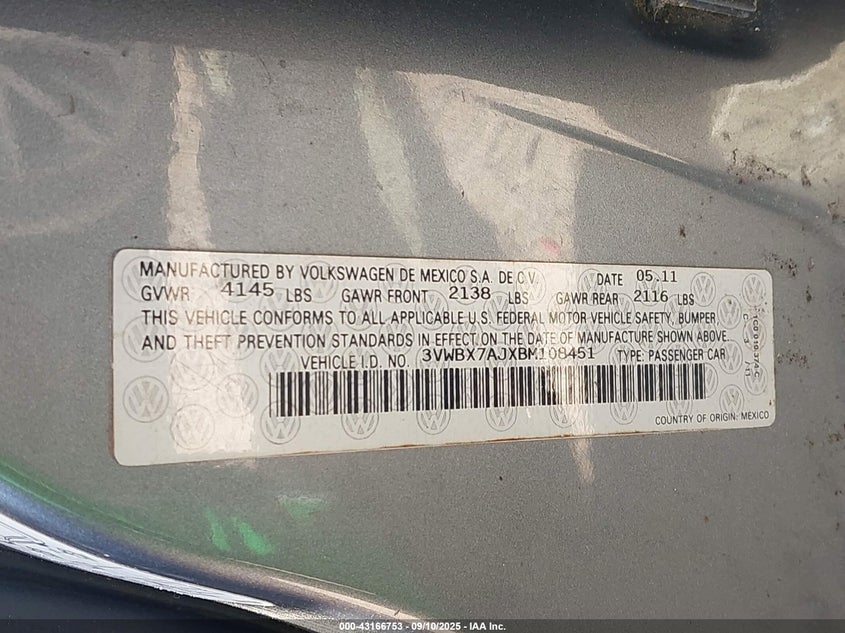 MANUFACTURED BY VOLKSWAGEN DE MEXICO S.A. DE C.V. DATE 05.11
GVWR 4145 LBS GAWR FRONT 2138 LBS GAWR REAR 2116 LBS
THIS VEHICLE CONFORMS TO ALL APPLICABLE U.S. FEDERAL MOTOR VEHICLE SAFETY, BUMPER
AND THEFT PREVENTION STANDARDS IN EFFECT ON THE DATE OF MANUFACTURE SHOWN ABOVE.
VEHICLE I.D. NO. 3VWBX7AJXBM108451 TYPE: PASSENGER CAR
COUNTRY OF ORIGIN: MEXICO
000-43166753 - 09/10/2025 - IAA Inc.